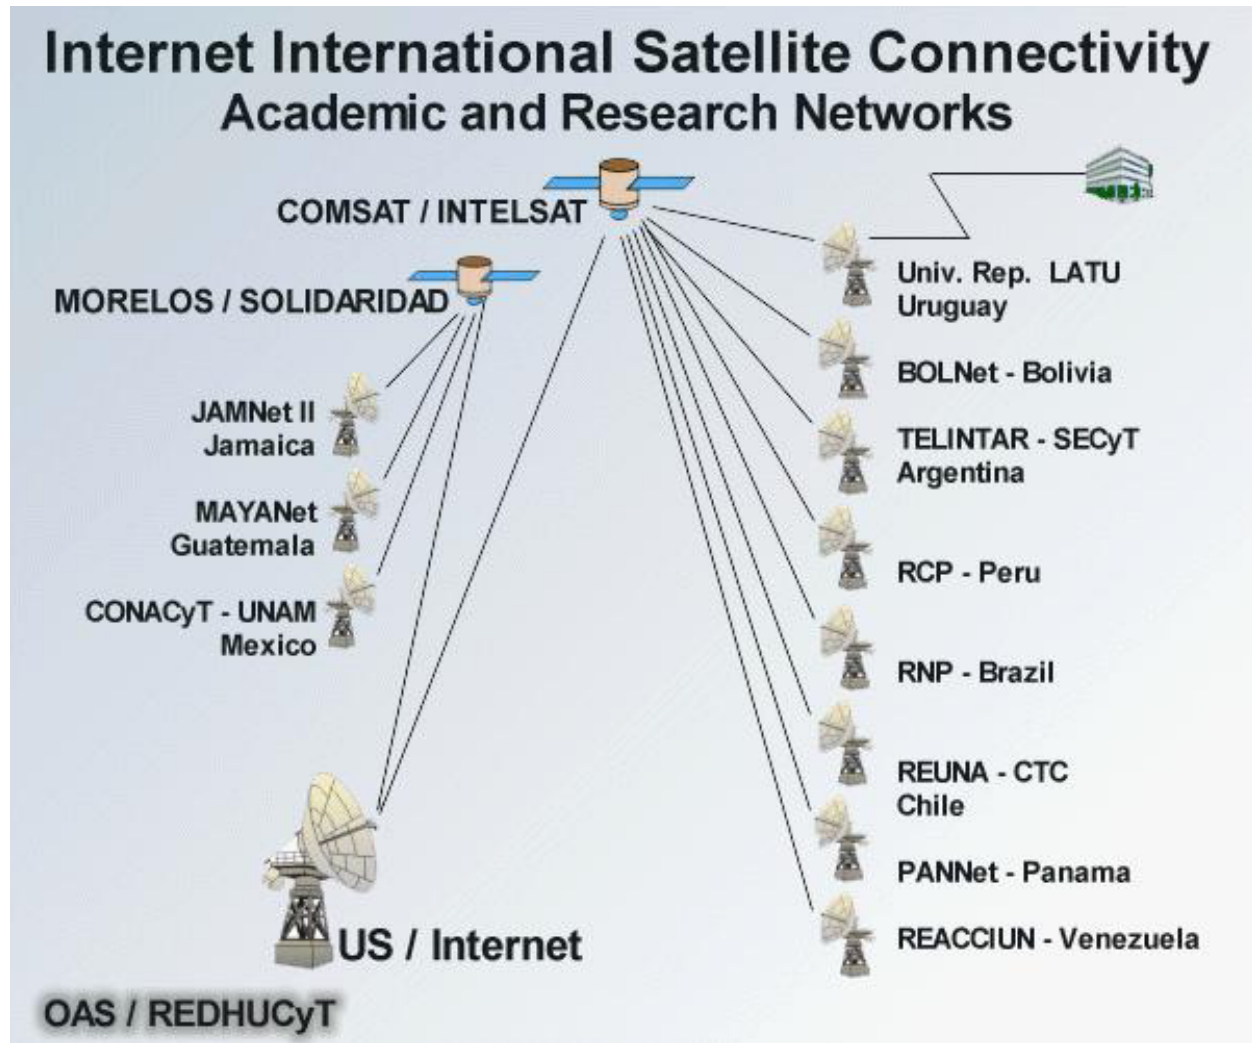 Internet International Satellite Connectivity
Academic and Research Networks
COMSAT / INTELSAT
MORELOS / SOLIDARIDAD
JAMNet II
Jamaica
MAYANet
Guatemala
CONACyT - UNAM
Mexico
US / Internet
OAS / REDHUCyT
Univ. Rep. LATU
Uruguay
BOLNet - Bolivia
TELINTAR - SECyT
Argentina
RCP - Peru
RNP - Brazil
REUNA - CTC
Chile
PANNet - Panama
REACCIUN - Venezuela